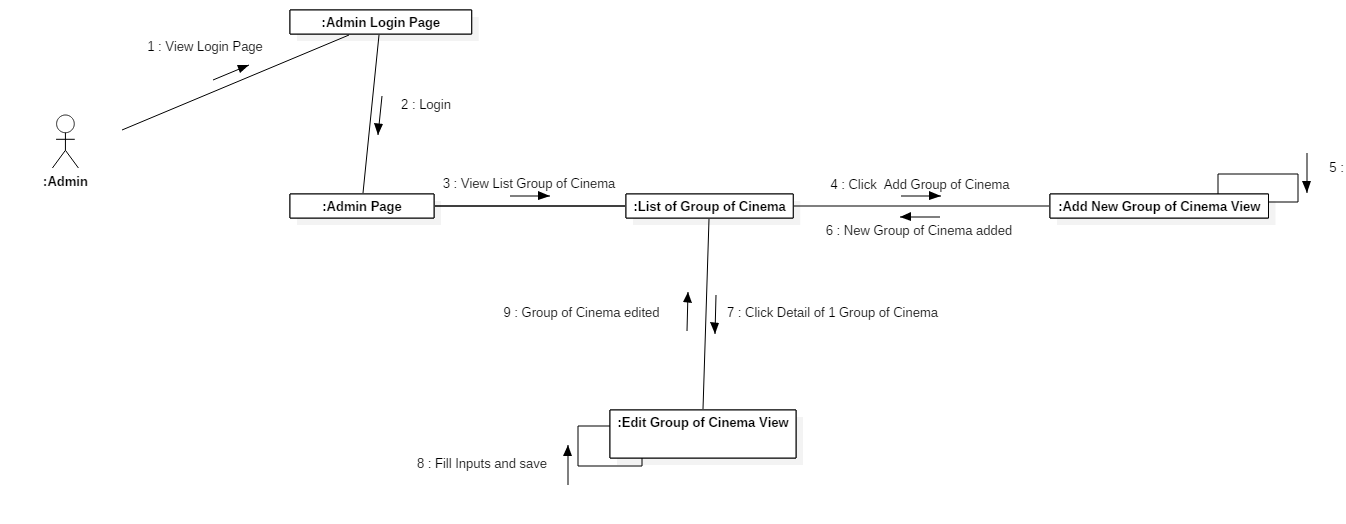 :Admin Login Page
1 : View Login Page
2 : Login
:Admin
3 : View List Group of Cinema
4 : Click  Add Group of Cinema
5 :
:Admin Page
:List of Group of Cinema
:Add New Group of Cinema View
6 : New Group of Cinema added
9 : Group of Cinema edited
7 : Click Detail of 1 Group of Cinema
:Edit Group of Cinema View
8 : Fill Inputs and save